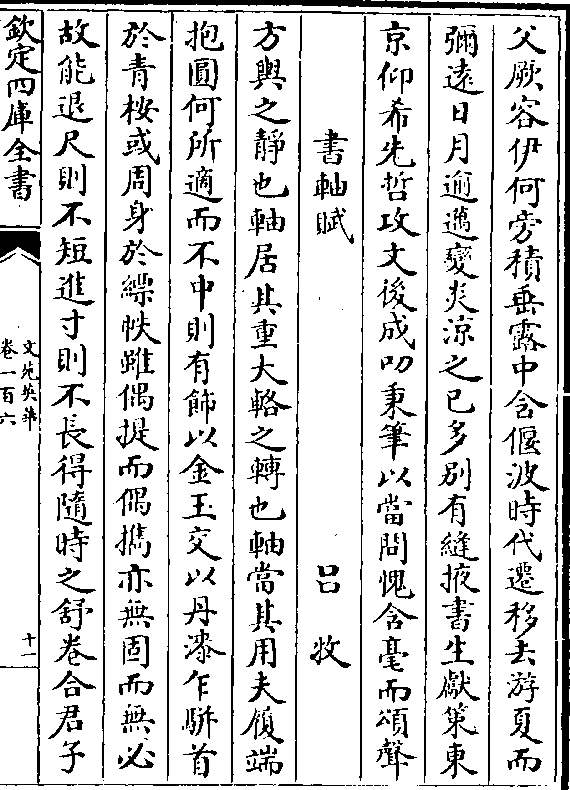 父厥容伊何旁積垂露中含偃波時代遷移去游夏而
彌遠日月逾邁變炎涼之已多別有縫掖書生獻策東
京仰希先哲攻文後成叨秉筆以當問愧含毫而頌聲
書軸賦 呂牧
方輿之靜也軸居其重大輅之轉也軸當其用夫履端
抱圓何所適而不中則有飾以金玉交以丹漆乍駢首
於青桉或周身於縹帙雖偶提而偶攜亦無固而無必
故能退尺則不短進寸則不長得隨時之舒卷合君子
欽定四庫全書
文苑英華
卷一百六
十一